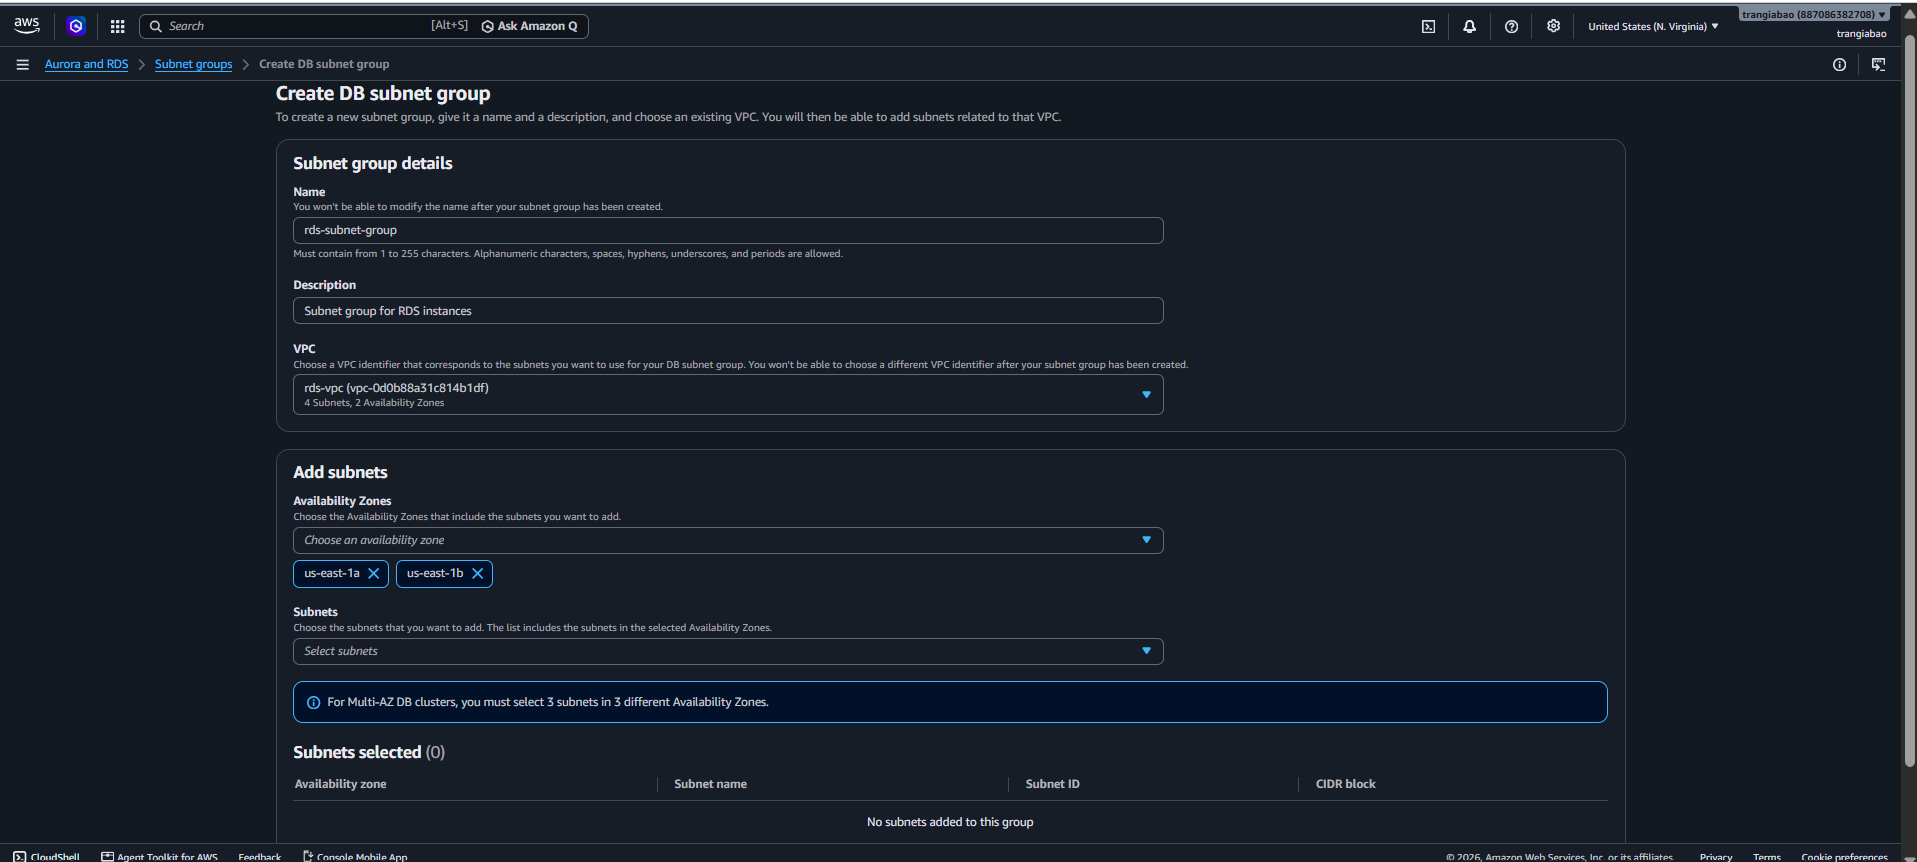 aws
Search [Alt+S] Ask Amazon Q
United States (N. Virginia)
trangiabao (887086382708)
trangiabao
Aurora and RDS > Subnet groups > Create DB subnet group
Create DB subnet group
To create a new subnet group, give it a name and a description, and choose an existing VPC. You will then be able to add subnets related to that VPC.
Subnet group details
Name
You won't be able to modify the name after your subnet group has been created.
rds-subnet-group
Must contain from 1 to 255 characters. Alphanumeric characters, spaces, hyphens, underscores, and periods are allowed.
Description
Subnet group for RDS instances
VPC
Choose a VPC identifier that corresponds to the subnets you want to use for your DB subnet group. You won't be able to choose a different VPC identifier after your subnet group has been created.
rds-vpc (vpc-0d0b88a31c814b1df)
4 Subnets, 2 Availability Zones
Add subnets
Availability Zones
Choose the Availability Zones that include the subnets you want to add.
Choose an availability zone
us-east-1a us-east-1b
Subnets
Choose the subnets that you want to add. The list includes the subnets in the selected Availability Zones.
Select subnets
For Multi-AZ DB clusters, you must select 3 subnets in 3 different Availability Zones.
Subnets selected (0)
Availability zone Subnet name Subnet ID CIDR block
No subnets added to this group
CloudShell Agent Toolkit for AWS Feedback Console Mobile App © 2026, Amazon Web Services, Inc. or its affiliates. Privacy Terms Cookie preferences